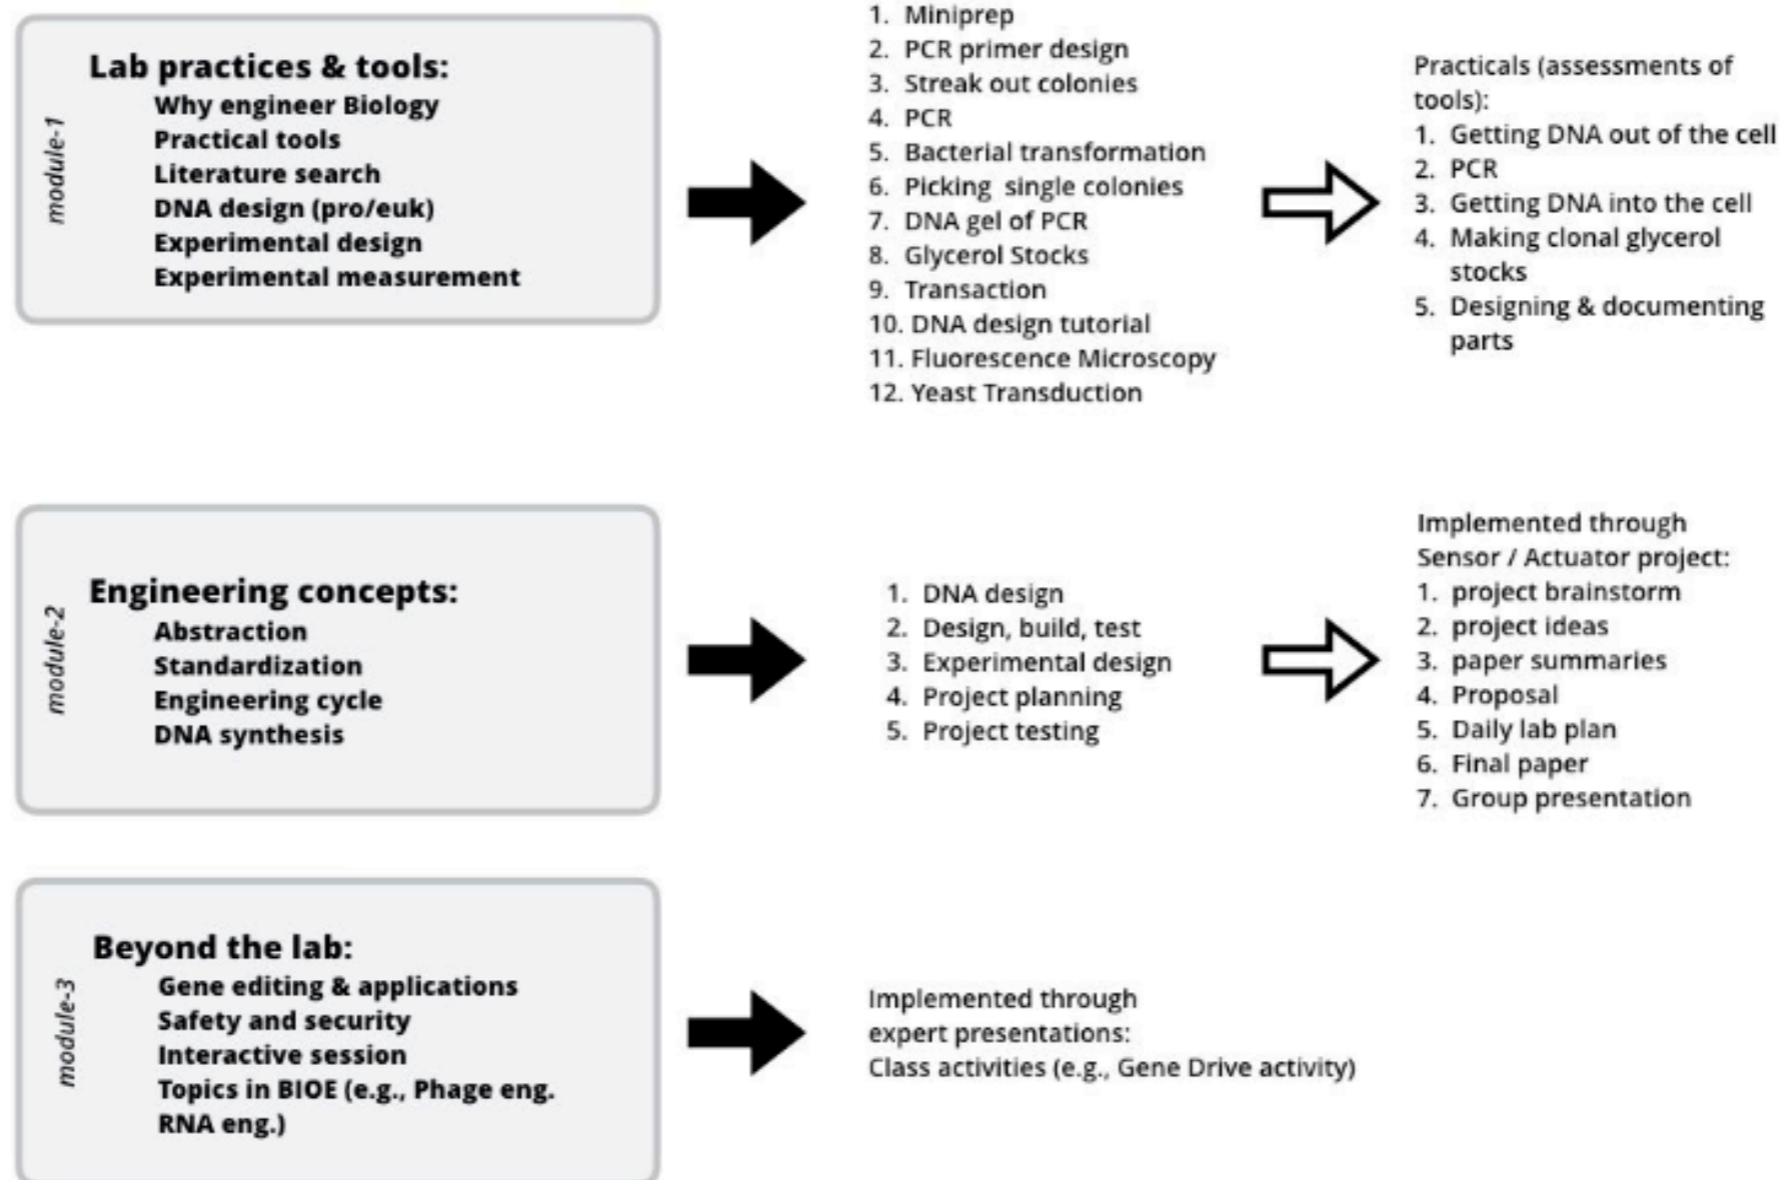 module-1
Lab practices & tools:
Why engineer Biology
Practical tools
Literature search
DNA design (pro/euk)
Experimental design
Experimental measurement
1. Miniprep
2. PCR primer design
3. Streak out colonies
4. PCR
5. Bacterial transformation
6. Picking single colonies
7. DNA gel of PCR
8. Glycerol Stocks
9. Transaction
10. DNA design tutorial
11. Fluorescence Microscopy
12. Yeast Transduction
Practicals (assessments of
tools):
1. Getting DNA out of the cell
2. PCR
3. Getting DNA into the cell
4. Making clonal glycerol
stocks
5. Designing & documenting
parts
module-2
Engineering concepts:
Abstraction
Standardization
Engineering cycle
DNA synthesis
1. DNA design
2. Design, build, test
3. Experimental design
4. Project planning
5. Project testing
Implemented through
Sensor / Actuator project:
1. project brainstorm
2. project ideas
3. paper summaries
4. Proposal
5. Daily lab plan
6. Final paper
7. Group presentation
module-3
Beyond the lab:
Gene editing & applications
Safety and security
Interactive session
Topics in BIOE (e.g., Phage eng.
RNA eng.)
Implemented through
expert presentations:
Class activities (e.g., Gene Drive activity)